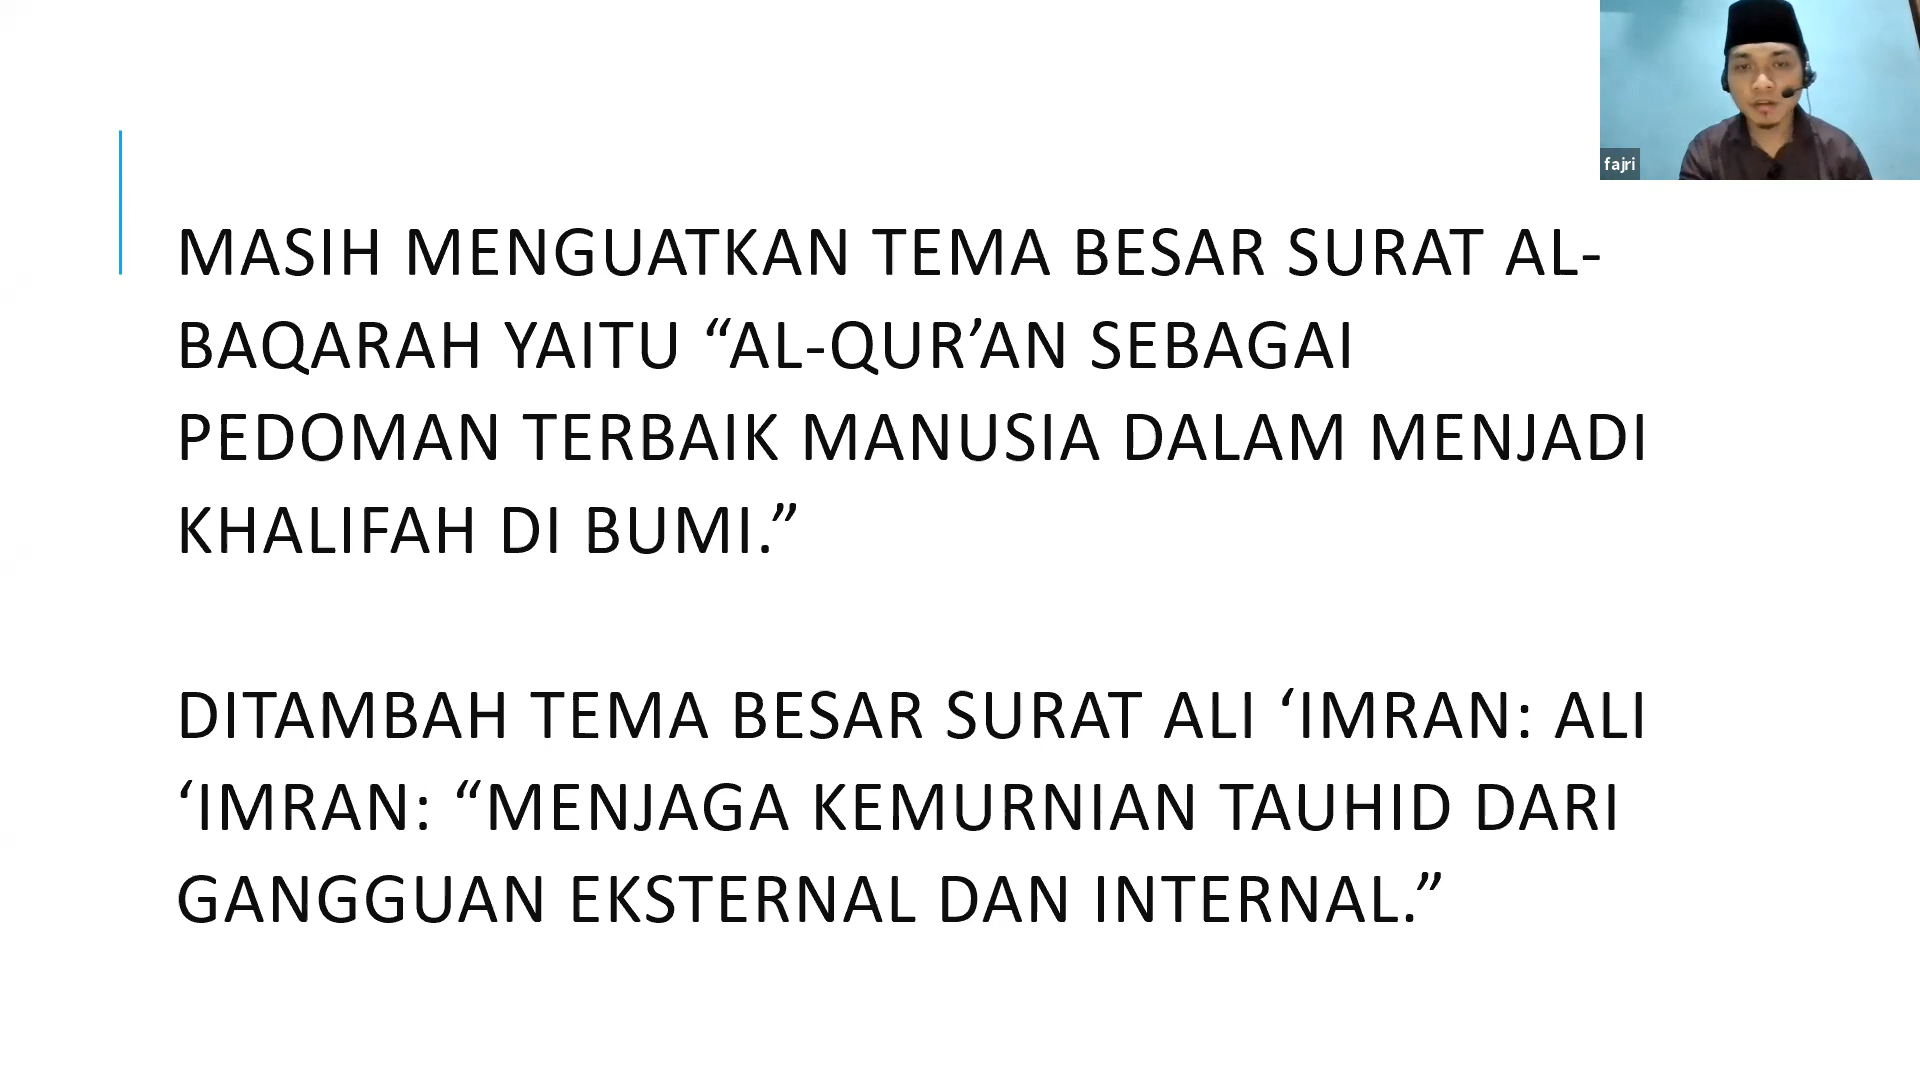 fajri
MASIH MENGUATKAN TEMA BESAR SURAT AL-
BAQARAH YAITU “AL-QUR’AN SEBAGAI
PEDOMAN TERBAIK MANUSIA DALAM MENJADI
KHALIFAH DI BUMI.”
DITAMBAH TEMA BESAR SURAT ALI ‘IMRAN: ALI
‘IMRAN: “MENJAGA KEMURNIAN TAUHID DARI
GANGGUAN EKSTERNAL DAN INTERNAL.”